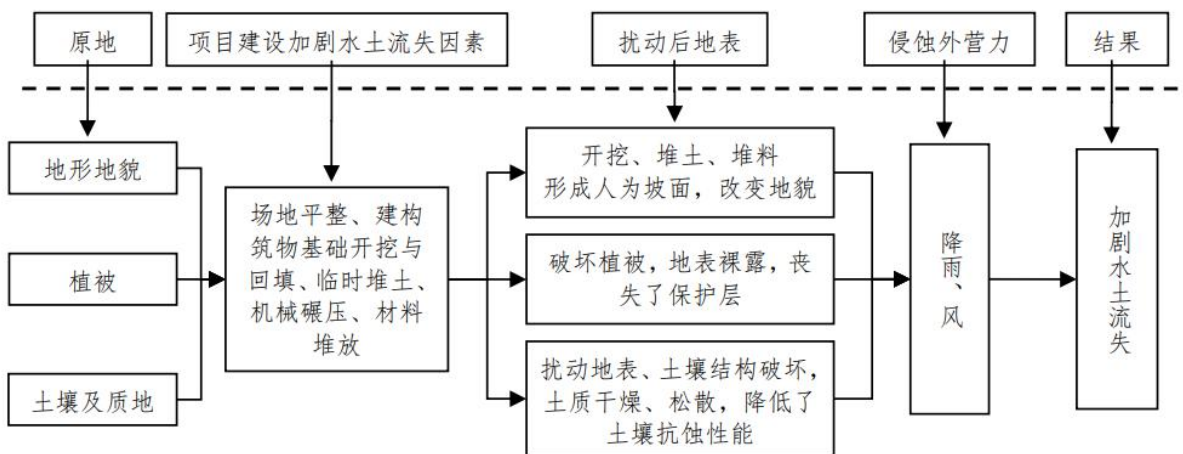 原地
项目建设加剧水土流失因素
扰动后地表
侵蚀外营力
结果
地形地貌
植被
土壤及质地
场地平整、建构
筑物基础开挖与
回填、临时堆土、
机械碾压、材料
堆放
开挖、堆土、堆料
形成人为坡面，改变地貌
破坏植被，地表裸露，丧
失了保护层
扰动地表、土壤结构破坏，
土质干燥、松散，降低了
土壤抗蚀性能
降雨、风
加剧水土流失